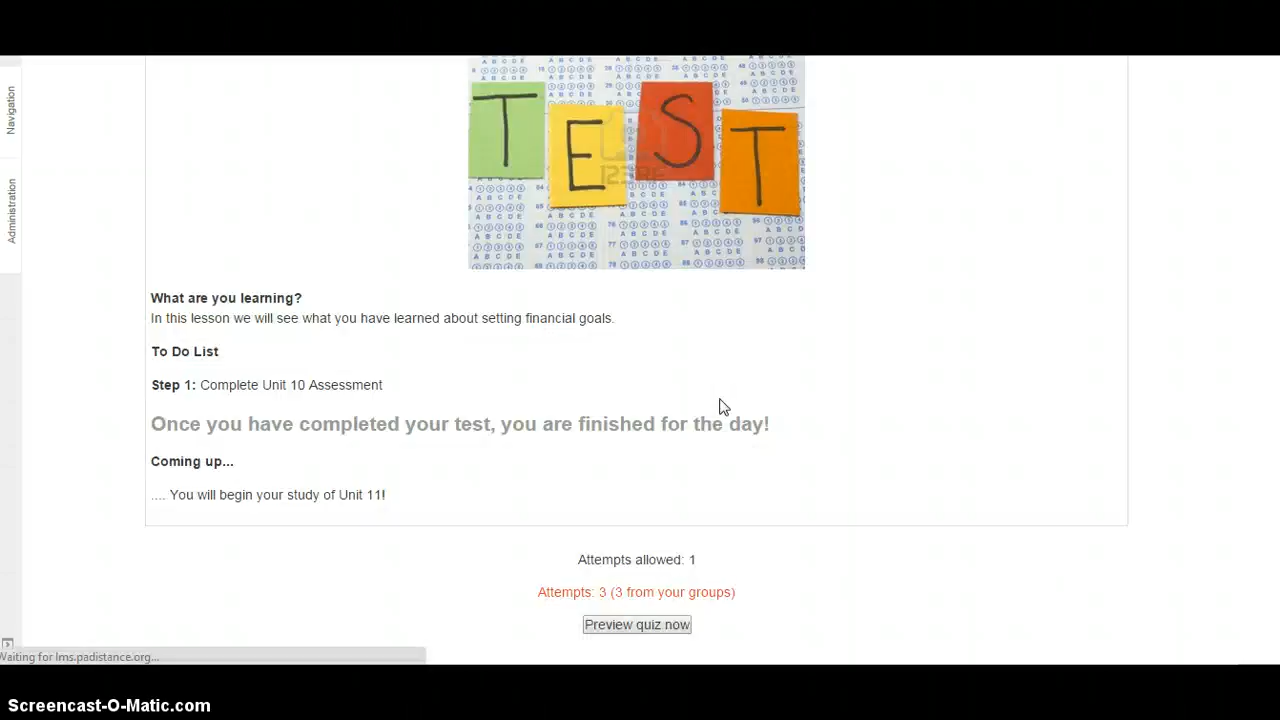 Navigation
Administration
T E S T
123RF
What are you learning?
In this lesson we will see what you have learned about setting financial goals.
To Do List
Step 1: Complete Unit 10 Assessment
Once you have completed your test, you are finished for the day!
Coming up...
.... You will begin your study of Unit 11!
Attempts allowed: 1
Attempts: 3 (3 from your groups)
Preview quiz now
Waiting for lms.padistance.org...
Screencast-O-Matic.com